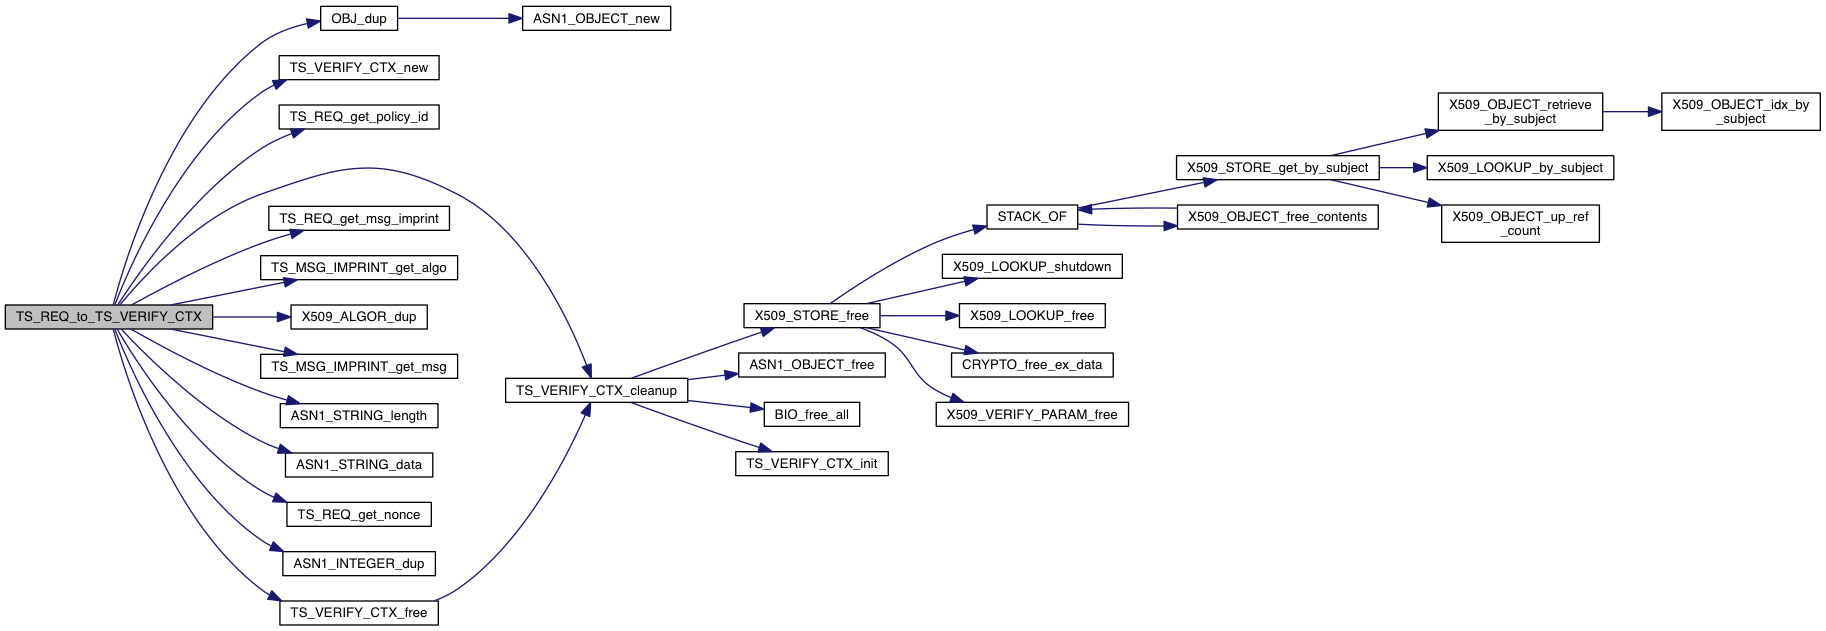 OBJ_dup
ASN1_OBJECT_new
TS_VERIFY_CTX_new
TS_REQ_get_policy_id
TS_REQ_get_msg_imprint
TS_MSG_IMPRINT_get_algo
TS_REQ_to_TS_VERIFY_CTX
X509_ALGOR_dup
TS_MSG_IMPRINT_get_msg
ASN1_STRING_length
ASN1_STRING_data
TS_REQ_get_nonce
ASN1_INTEGER_dup
TS_VERIFY_CTX_free
TS_VERIFY_CTX_cleanup
X509_STORE_free
ASN1_OBJECT_free
BIO_free_all
TS_VERIFY_CTX_init
STACK_OF
X509_LOOKUP_shutdown
X509_LOOKUP_free
CRYPTO_free_ex_data
X509_VERIFY_PARAM_free
X509_STORE_get_by_subject
X509_OBJECT_free_contents
X509_OBJECT_retrieve
_by_subject
X509_LOOKUP_by_subject
X509_OBJECT_up_ref
_count
X509_OBJECT_idx_by
_subject